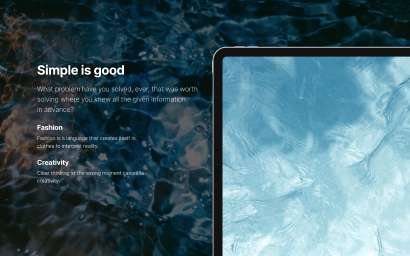 Simple is good
What problem have you solved, ever, that was worth
solving where you knew all the given information
in advance?
Fashion
Fashion is a language that creates itself in
clothes to interpret reality.
Creativity
Clear thinking at the wrong moment can stifle
creativity.